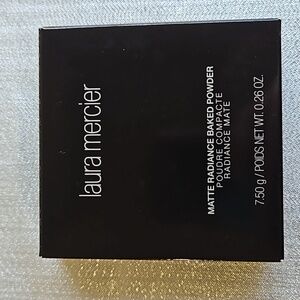 laura mercier
MATTE RADIANCE BAKED POWDER
POUDRE COMPACTE
RADIANCE MATE
7.50 g / POIDS NET WT. 0.26 OZ.